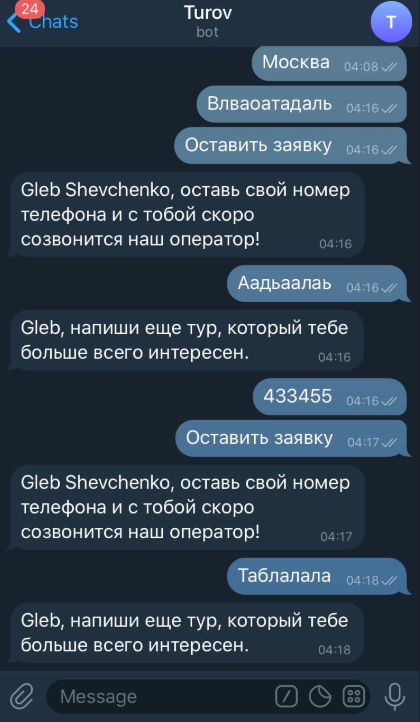 24
Chats
Turov
bot
T
Москва 04:08
Влваоатадаль 04:16
Оставить заявку 04:16
Gleb Shevchenko, оставь свой номер
телефона и с тобой скоро
созвонится наш оператор! 04:16
Аадьаалаь 04:16
Gleb, напиши еще тур, который тебе
больше всего интересен. 04:16
433455 04:16
Оставить заявку 04:17
Gleb Shevchenko, оставь свой номер
телефона и с тобой скоро
созвонится наш оператор! 04:17
Таблалала 04:18
Gleb, напиши еще тур, который тебе
больше всего интересен. 04:18
Message